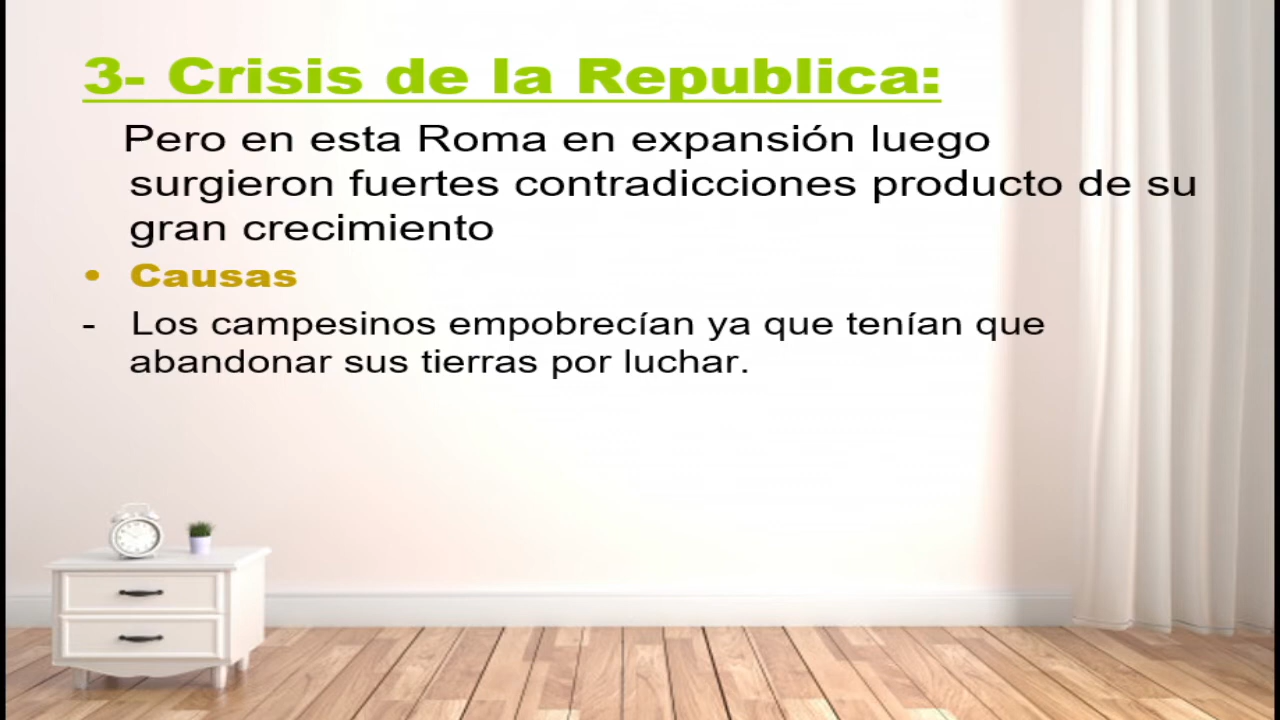 3- Crisis de la Republica:
Pero en esta Roma en expansión luego
surgieron fuertes contradicciones producto de su
gran crecimiento
• Causas
- Los campesinos empobrecían ya que tenían que
abandonar sus tierras por luchar.